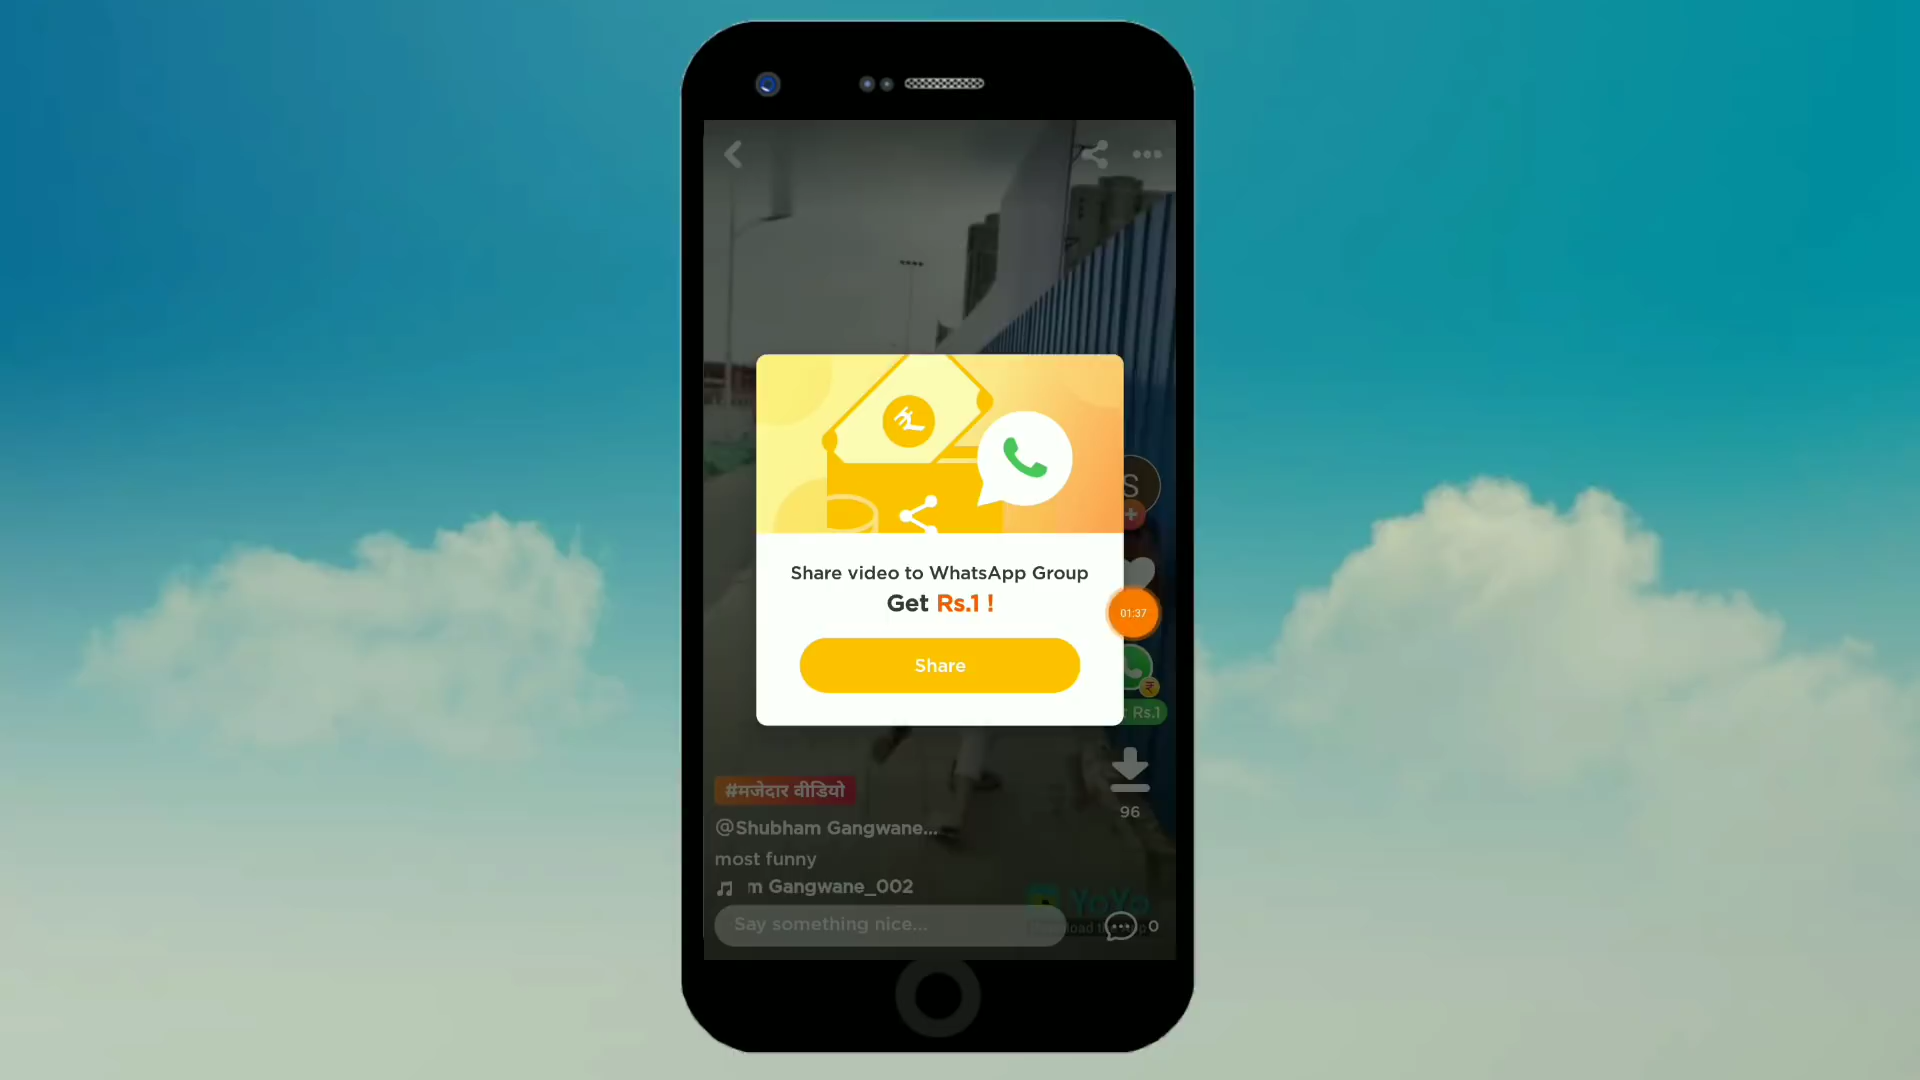 S
Share video to WhatsApp Group
Get Rs.1 !
01:37
Share
Rs.1
#मजेदार वीडियो
96
@Shubham Gangwane...
most funny
m Gangwane_002
YoYo
Say something nice...
0